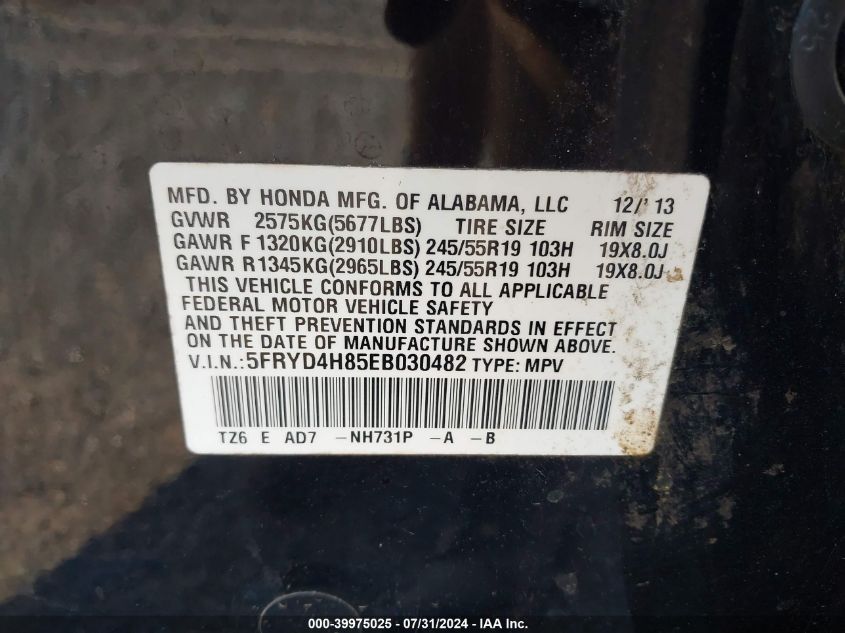 MFD. BY HONDA MFG. OF ALABAMA, LLC 12/'13
GVWR 2575KG(5677LBS) TIRE SIZE RIM SIZE
GAWR F 1320KG(2910LBS) 245/55R19 103H 19X8.0J
GAWR R 1345KG(2965LBS) 245/55R19 103H 19X8.0J
THIS VEHICLE CONFORMS TO ALL APPLICABLE
FEDERAL MOTOR VEHICLE SAFETY
AND THEFT PREVENTION STANDARDS IN EFFECT
ON THE DATE OF MANUFACTURE SHOWN ABOVE.
V.I.N.: 5FRYD4H85EB030482 TYPE: MPV
TZ6 E AD7 -NH731P -A -B
000-39975025 - 07/31/2024 - IAA Inc.